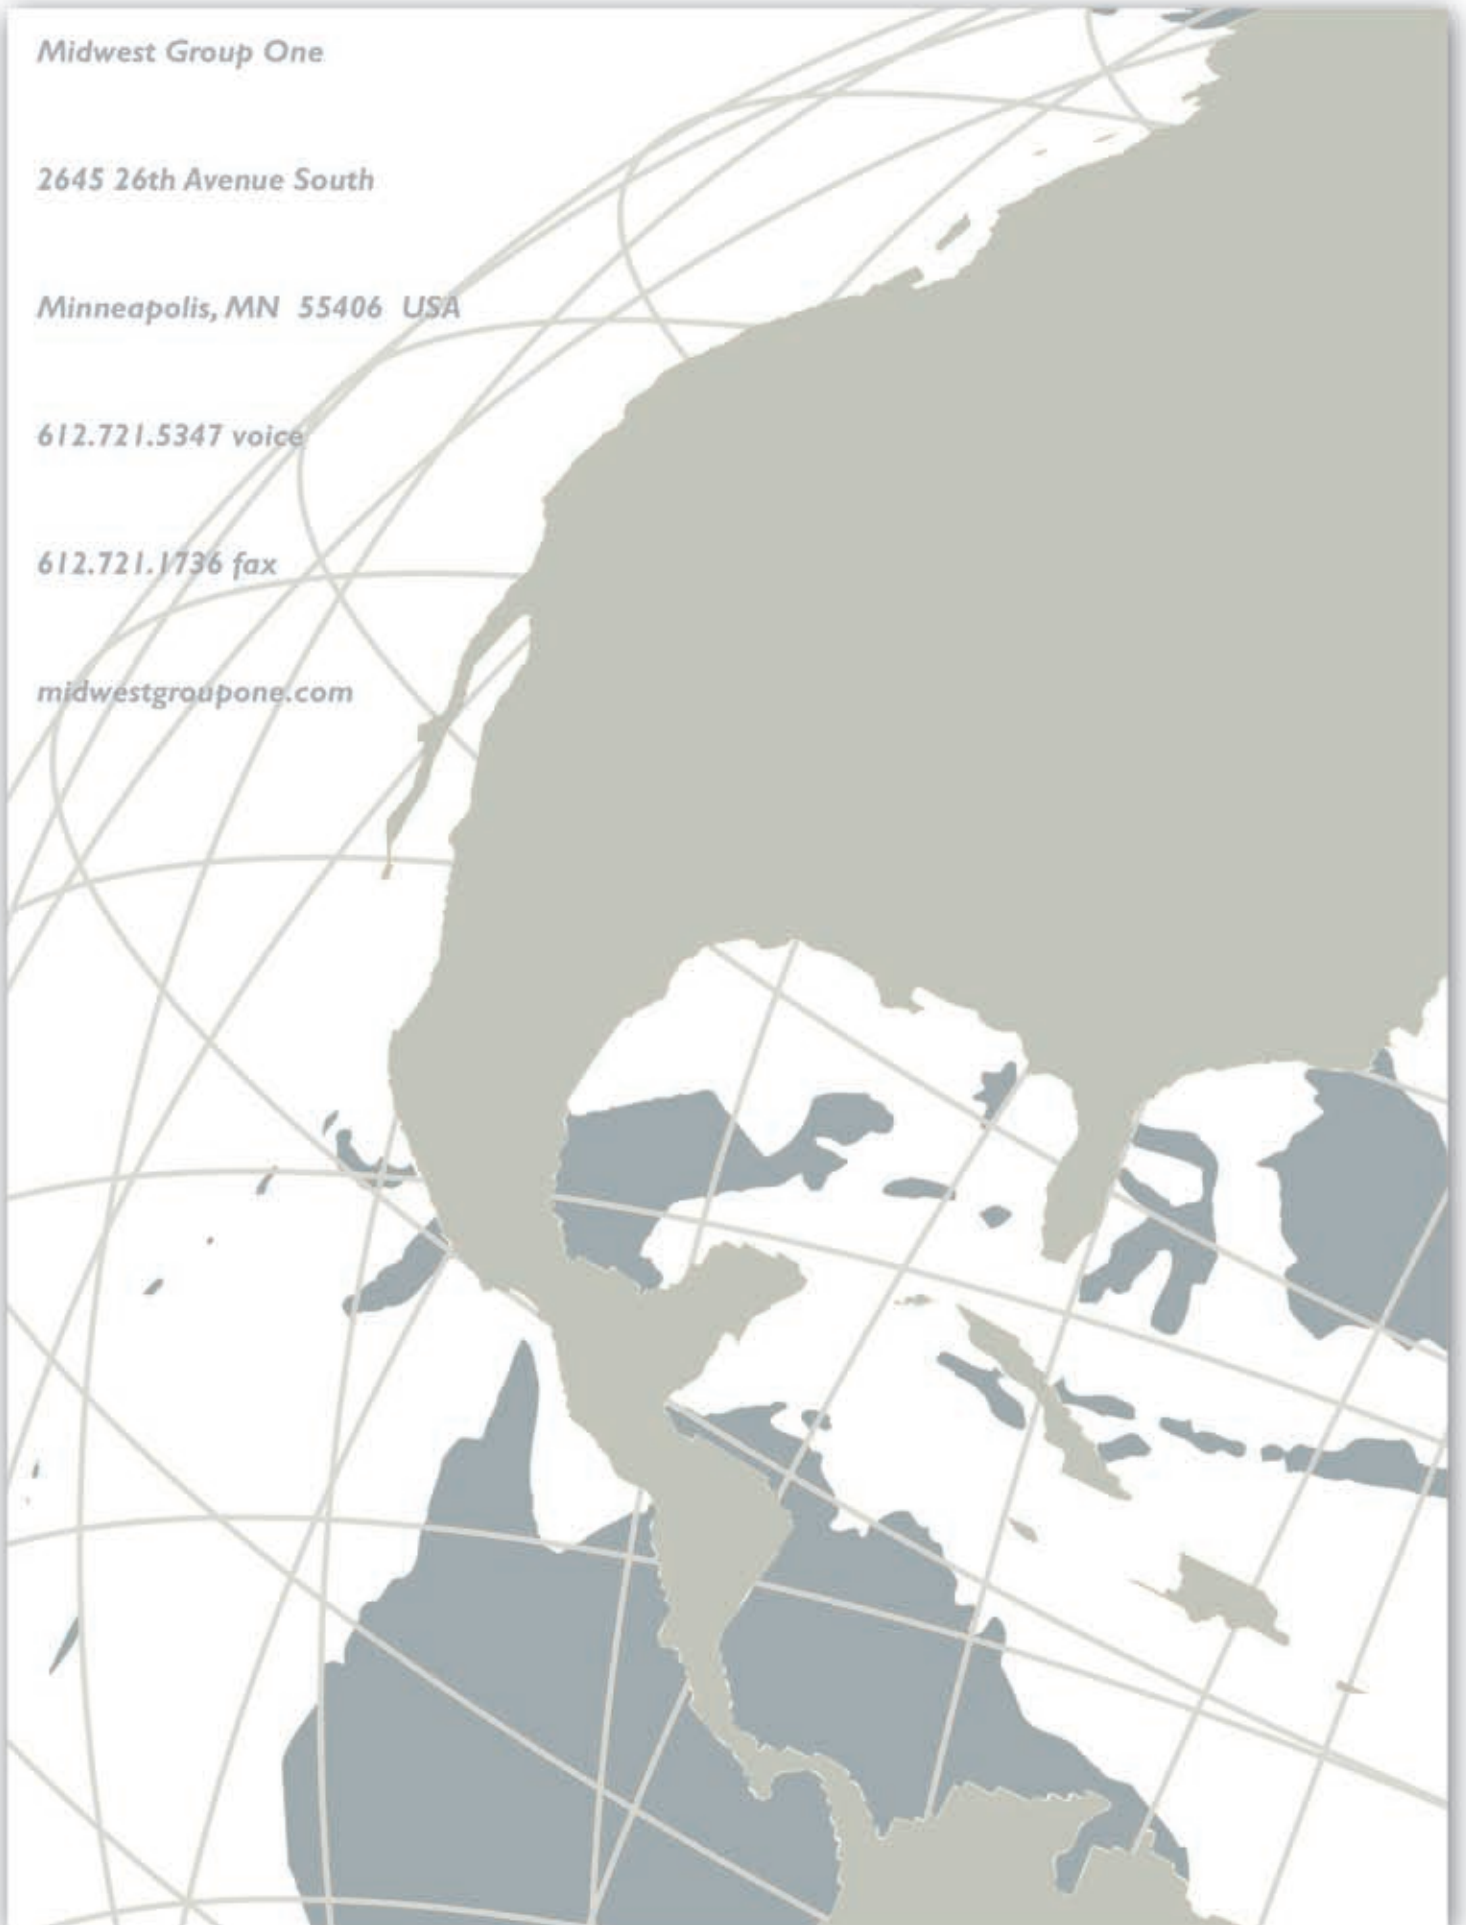 Midwest Group One
2645 26th Avenue South
Minneapolis, MN 55406 USA
612.721.5347 voice
612.721.1736 fax
midwestgroupone.com